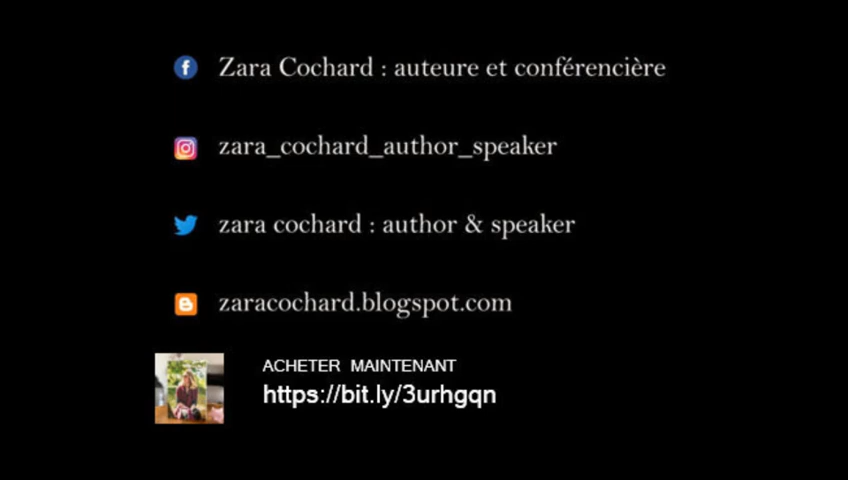 Zara Cochard : auteure et conférencière
zara_cochard_author_speaker
zara cochard : author & speaker
zaracochard.blogspot.com
ACHETER MAINTENANT
https://bit.ly/3urhgqn